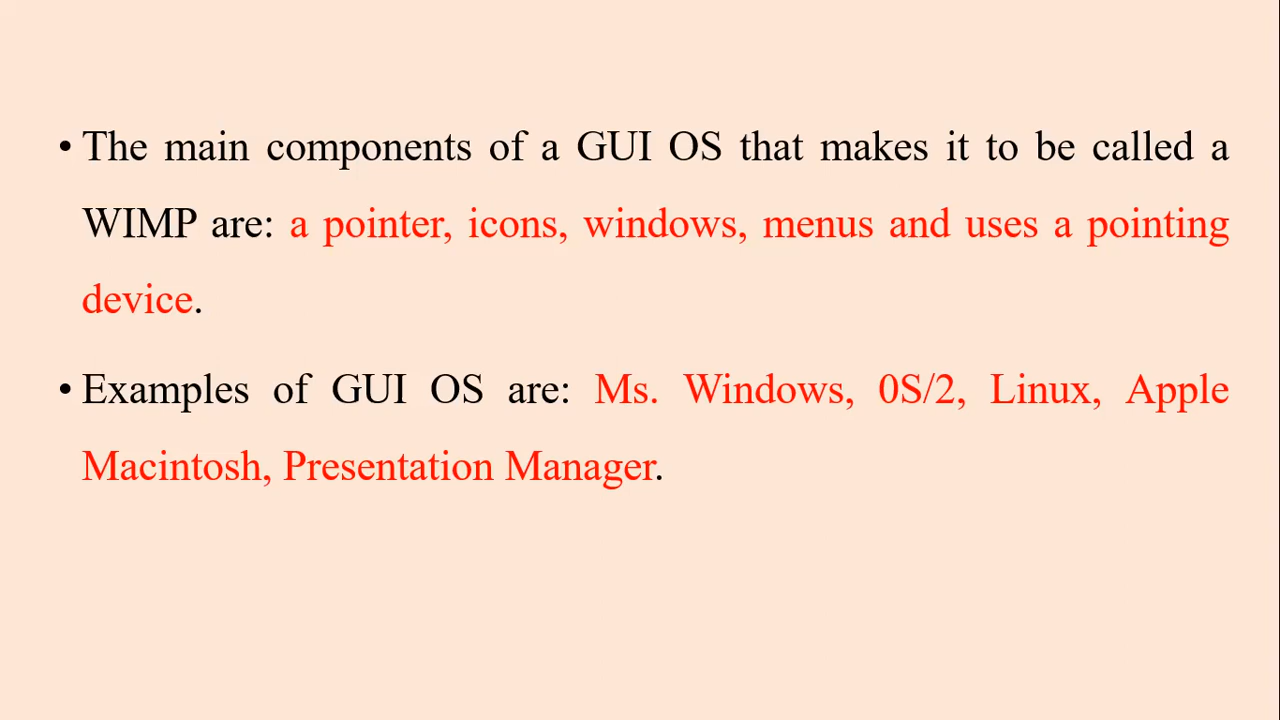 • The main components of a GUI OS that makes it to be called a
WIMP are: a pointer, icons, windows, menus and uses a pointing
device.
• Examples of GUI OS are: Ms. Windows, 0S/2, Linux, Apple
Macintosh, Presentation Manager.